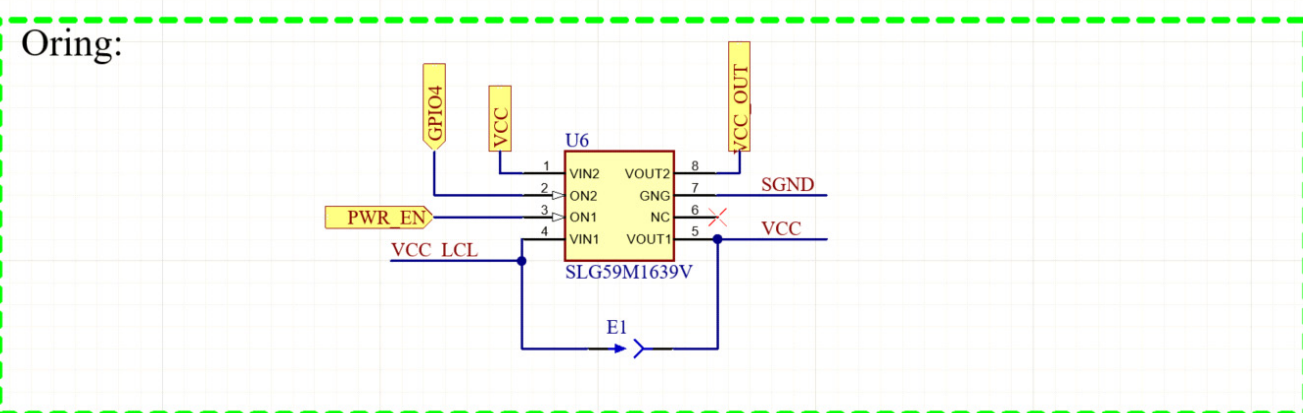 Oring:
GPIO4
VCC
VCC_OUT
U6
1 VIN2 VOUT2 8
2 ON2 GNG 7 SGND
PWR_EN 3 ON1 NC 6
4 VIN1 VOUT1 5 VCC
VCC_LCL
SLG59M1639V
E1